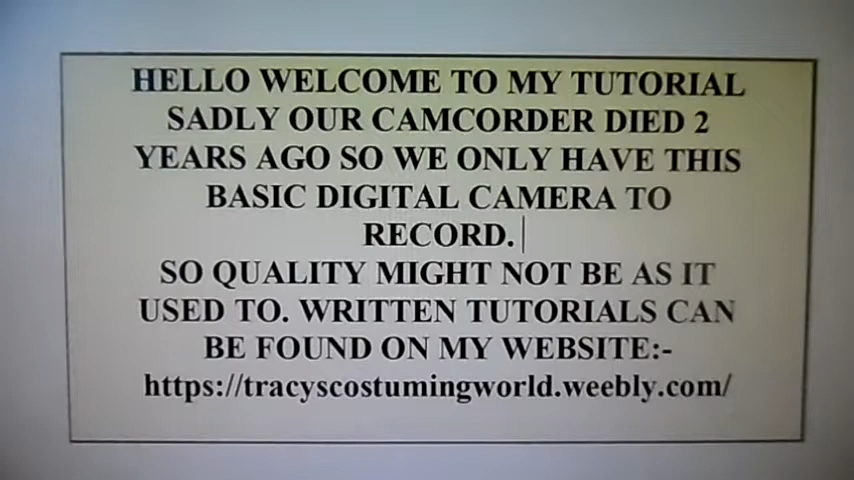 HELLO WELCOME TO MY TUTORIAL
SADLY OUR CAMCORDER DIED 2
YEARS AGO SO WE ONLY HAVE THIS
BASIC DIGITAL CAMERA TO
RECORD.
SO QUALITY MIGHT NOT BE AS IT
USED TO. WRITTEN TUTORIALS CAN
BE FOUND ON MY WEBSITE:-
https://tracyscostumingworld.weebly.com/